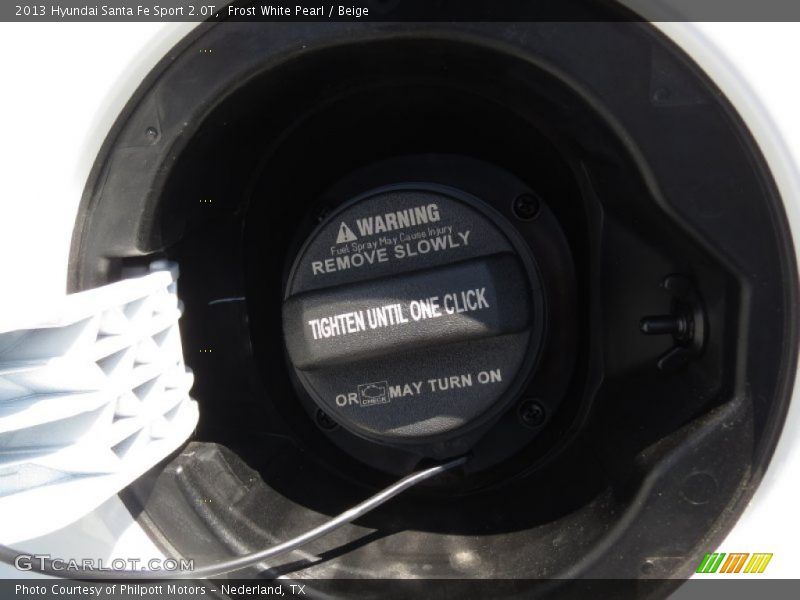 2013 Hyundai Santa Fe Sport 2.0T,  Frost White Pearl / Beige
WARNING
Fuel Spray May Cause Injury
REMOVE SLOWLY
TIGHTEN UNTIL ONE CLICK
OR CHECK MAY TURN ON
GTCARLOT.COM
Photo Courtesy of Philpott Motors - Nederland, TX